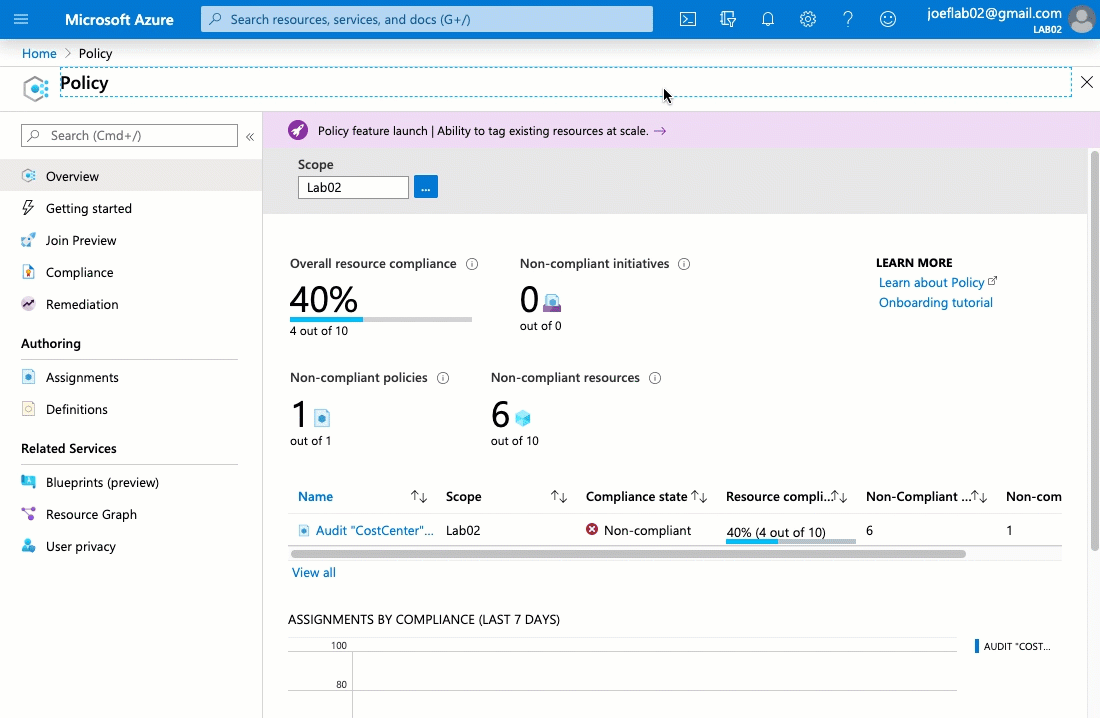 Microsoft Azure
Search resources, services, and docs (G+/)
joeflab02@gmail.com
LAB02
Home > Policy
Policy
Search (Cmd+/)
Overview
Getting started
Join Preview
Compliance
Remediation
Authoring
Assignments
Definitions
Related Services
Blueprints (preview)
Resource Graph
User privacy
Policy feature launch | Ability to tag existing resources at scale. →
Scope
Lab02
...
Overall resource compliance
40%
4 out of 10
Non-compliant initiatives
0
out of 0
LEARN MORE
Learn about Policy
Onboarding tutorial
Non-compliant policies
1
out of 1
Non-compliant resources
6
out of 10
Name Scope Compliance state Resource compli... Non-Compliant ... Non-com
Audit "CostCenter"... Lab02 Non-compliant 40% (4 out of 10) 6 1
View all
ASSIGNMENTS BY COMPLIANCE (LAST 7 DAYS)
100
80
AUDIT "COST...